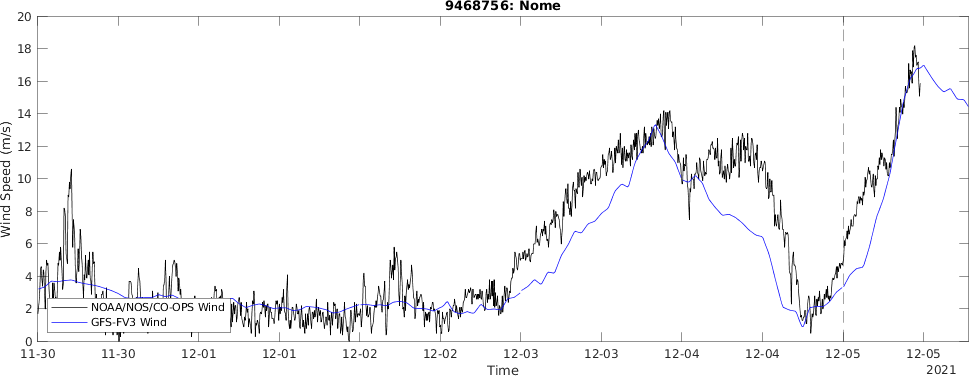 9468756: Nome
20
18
16
14
12
10
8
6
4
2
0
Wind Speed (m/s)
NOAA/NOS/CO-OPS Wind
GFS-FV3 Wind
11-30 11-30 12-01 12-01 12-02 12-02 12-03 12-03 12-04 12-04 12-05 12-05
Time
2021